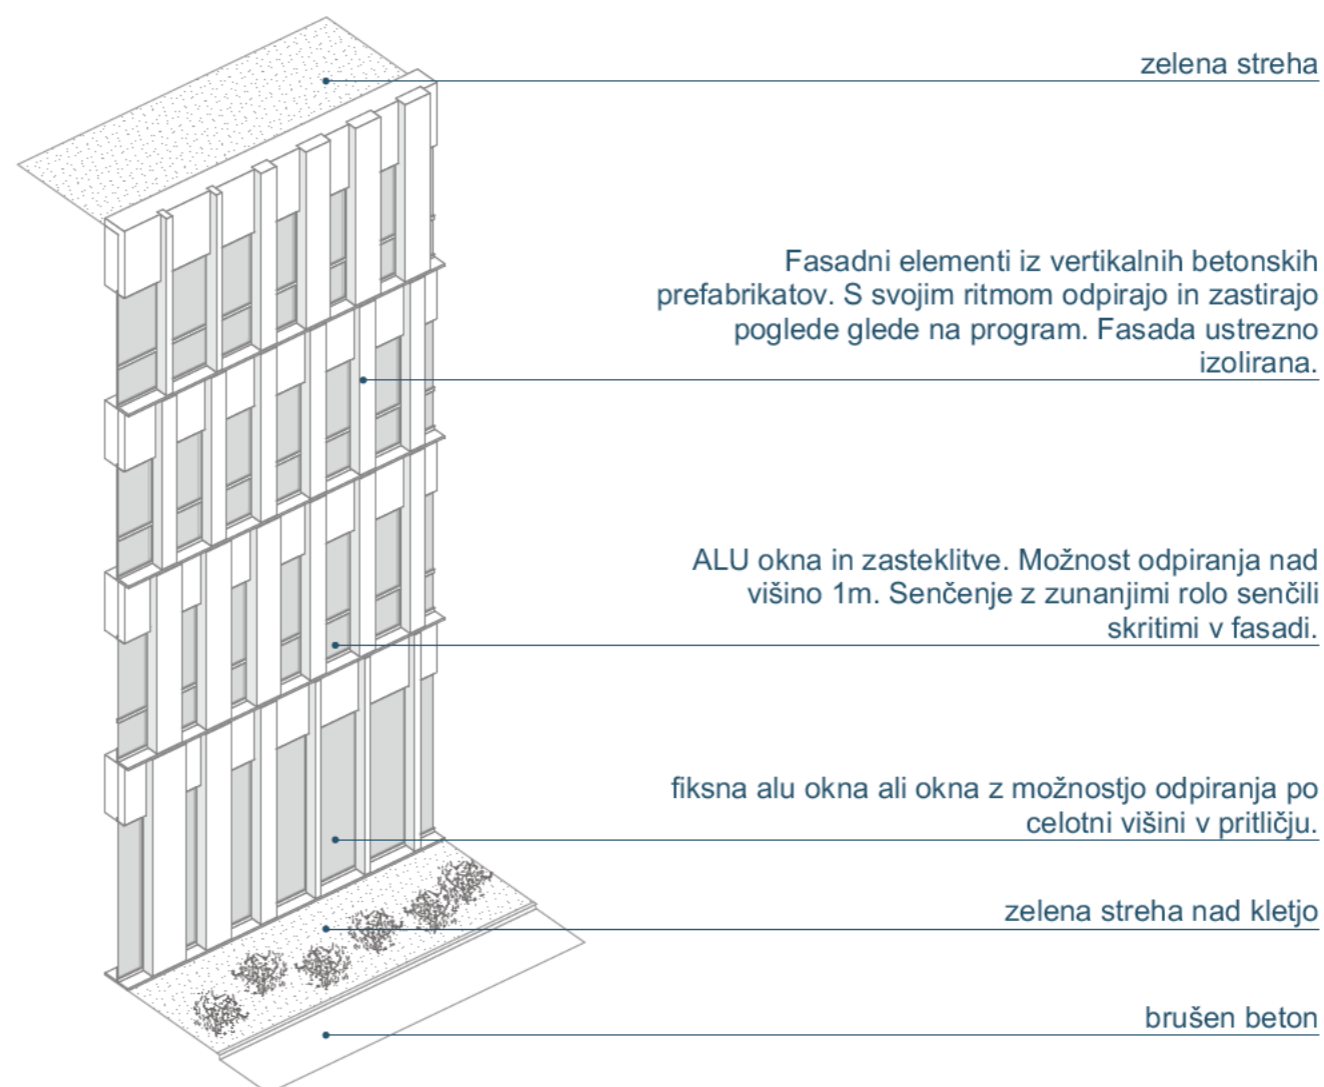 zelena streha
Fasadni elementi iz vertikalnih betonskih
prefabrikatov. S svojim ritmom odpirajo in zastirajo
poglede glede na program. Fasada ustrezno
izolirana.
ALU okna in zasteklitve. Možnost odpiranja nad
višino 1m. Senčenje z zunanjimi rolo senčili
skritimi v fasadi.
fiksna alu okna ali okna z možnostjo odpiranja po
celotni višini v pritličju.
zelena streha nad kletjo
brušen beton